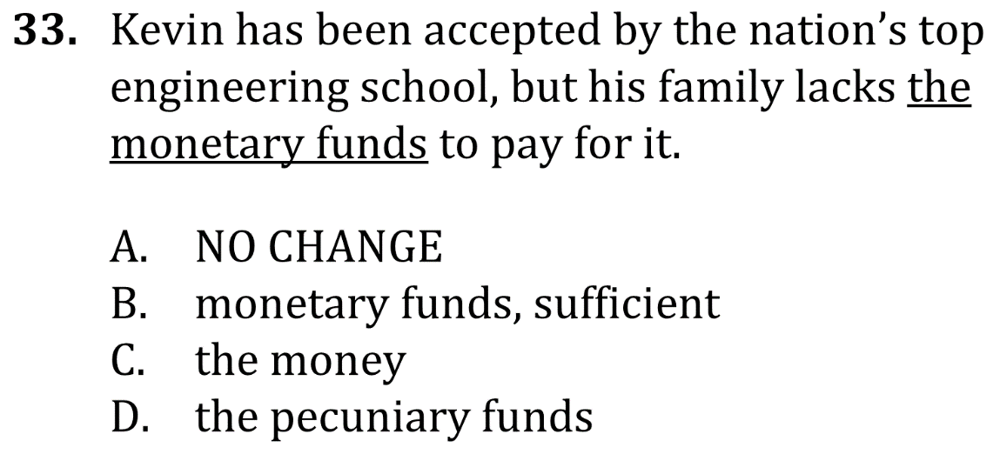 33. Kevin has been accepted by the nation’s top
engineering school, but his family lacks the
monetary funds to pay for it.
A. NO CHANGE
B. monetary funds, sufficient
C. the money
D. the pecuniary funds